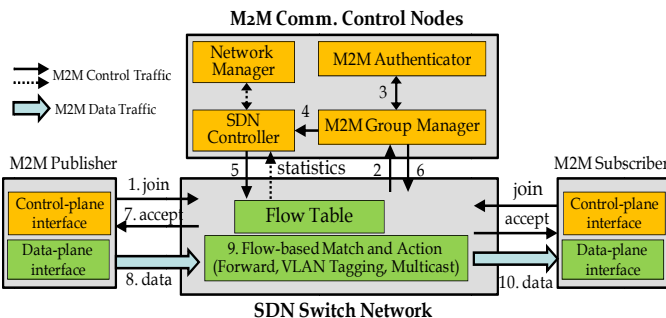 M2M Comm. Control Nodes
M2M Control Traffic
M2M Data Traffic
Network
Manager
M2M Authenticator
3
SDN
Controller
4
M2M Group Manager
5
statistics
2
6
M2M Publisher
Control-plane
interface
Data-plane
interface
1. join
7. accept
8. data
Flow Table
9. Flow-based Match and Action
(Forward, VLAN Tagging, Multicast)
SDN Switch Network
M2M Subscriber
join
accept
10. data
Control-plane
interface
Data-plane
interface